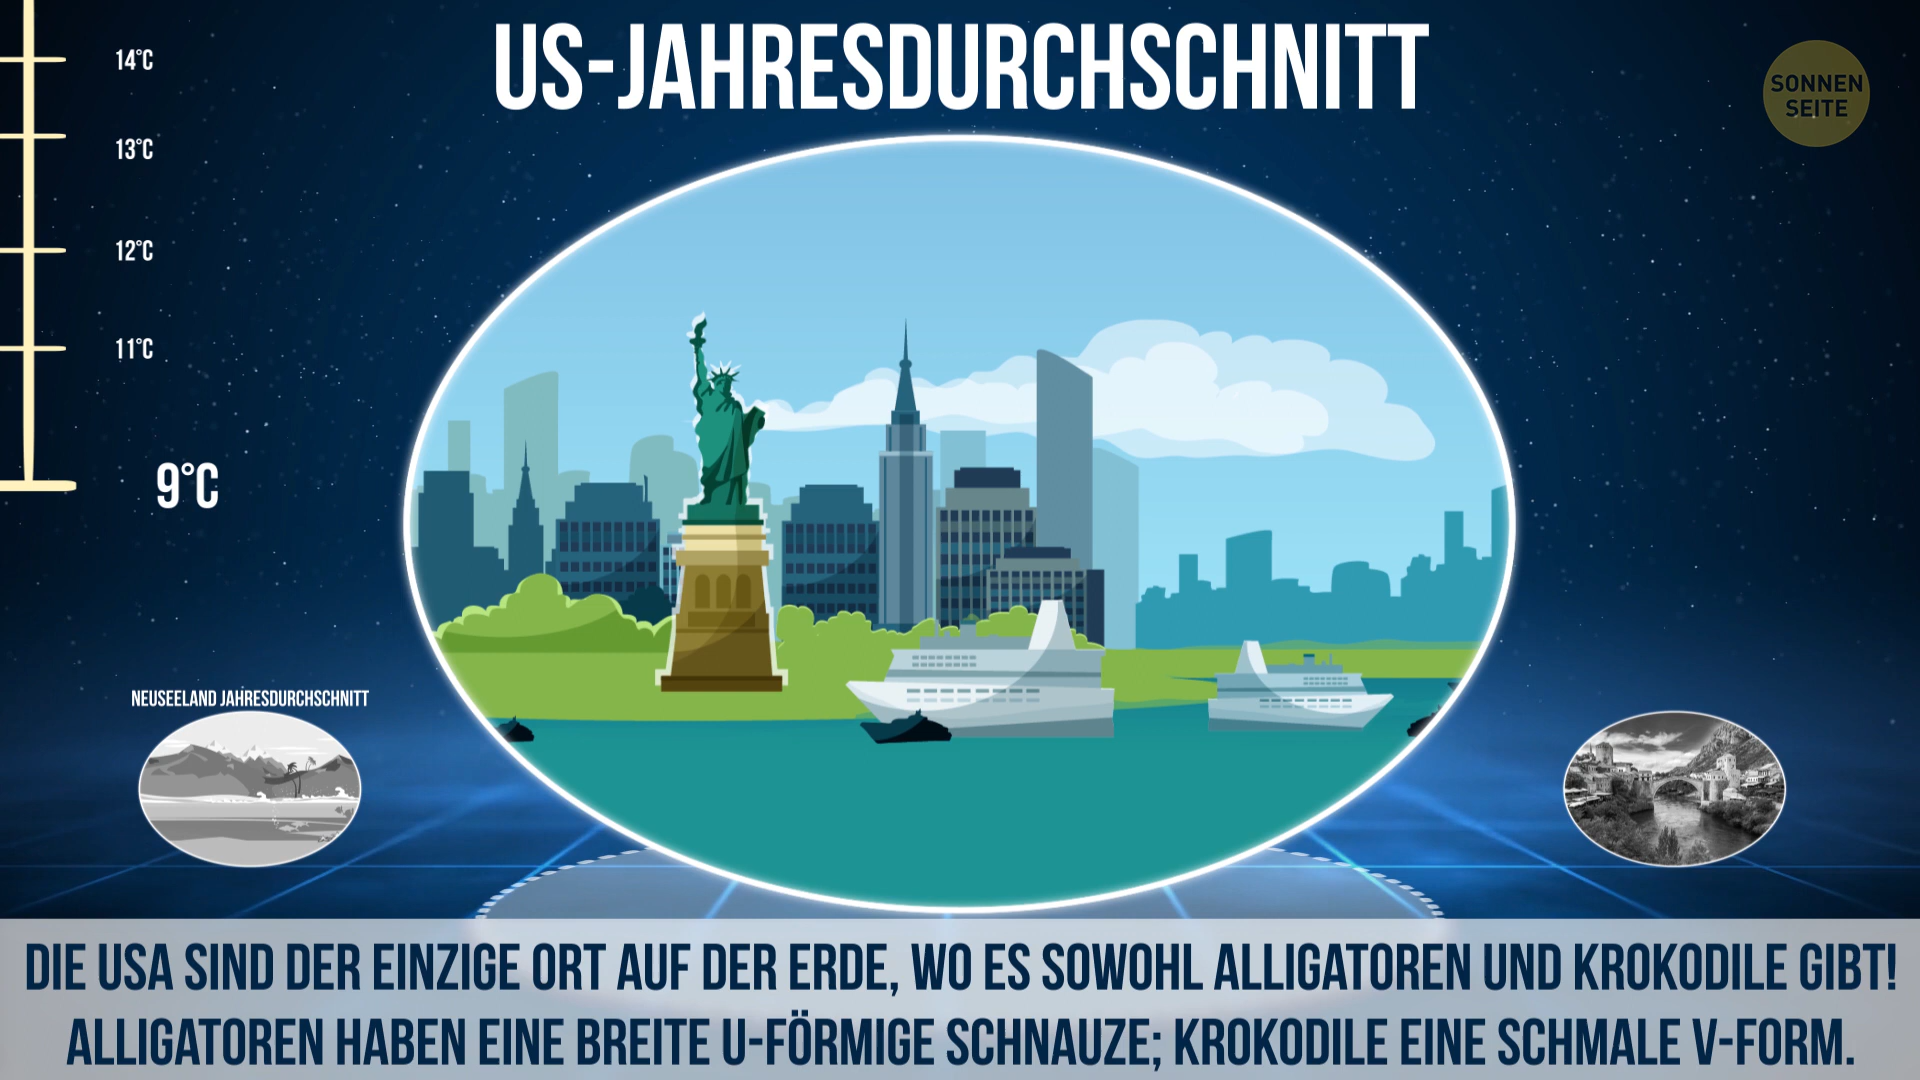 US-JAHRESDURCHSCHNITT
SONNEN
SEITE
14°C
13°C
12°C
11°C
9°C
NEUSEELAND JAHRESDURCHSCHNITT
DIE USA SIND DER EINZIGE ORT AUF DER ERDE, WO ES SOWOHL ALLIGATOREN UND KROKODILE GIBT!
ALLIGATOREN HABEN EINE BREITE U-FÖRMIGE SCHNAUZE; KROKODILE EINE SCHMALE V-FORM.